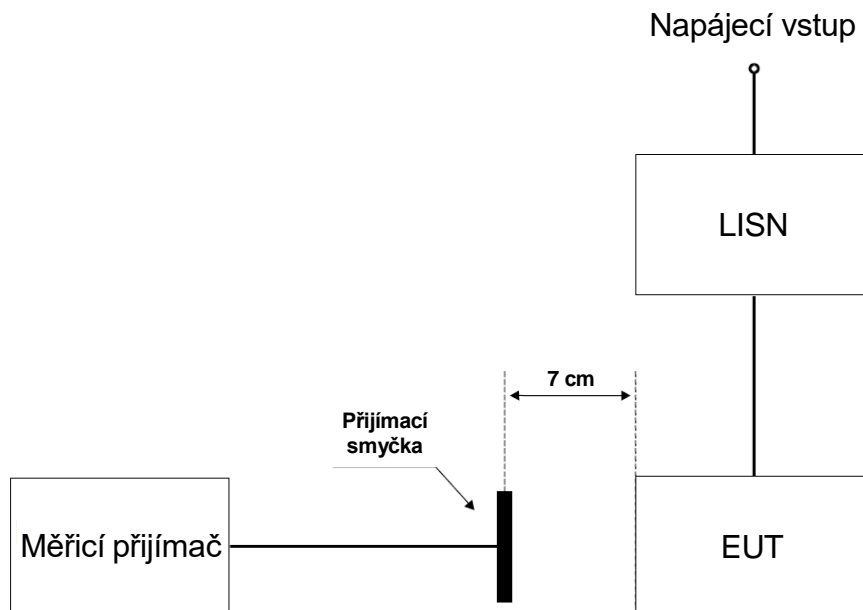 Napájecí vstup
LISN
7 cm
Přijímací
smyčka
Měřicí přijímač
EUT